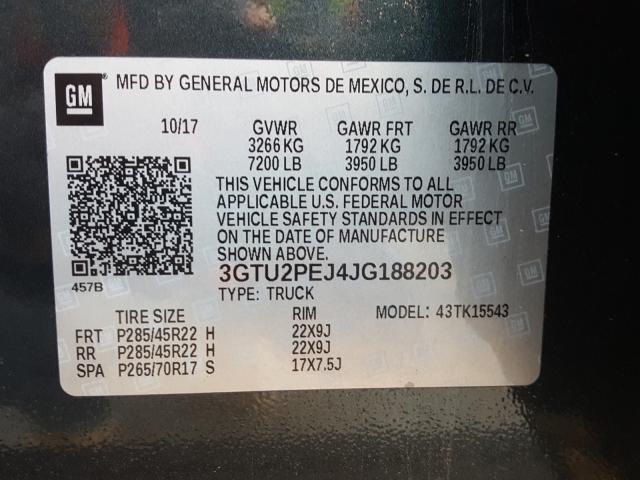 GM MFD BY GENERAL MOTORS DE MEXICO, S. DE R.L. DE C.V.
10/17 GVWR GAWR FRT GAWR RR
3266 KG 1792 KG 1792 KG
7200 LB 3950 LB 3950 LB
THIS VEHICLE CONFORMS TO ALL
APPLICABLE U.S. FEDERAL MOTOR
VEHICLE SAFETY STANDARDS IN EFFECT
ON THE DATE OF MANUFACTURE
SHOWN ABOVE.
3GTU2PEJ4JG188203
457B
TYPE: TRUCK
TIRE SIZE RIM MODEL: 43TK15543
FRT P285/45R22 H 22X9J
RR P285/45R22 H 22X9J
SPA P265/70R17 S 17X7.5J